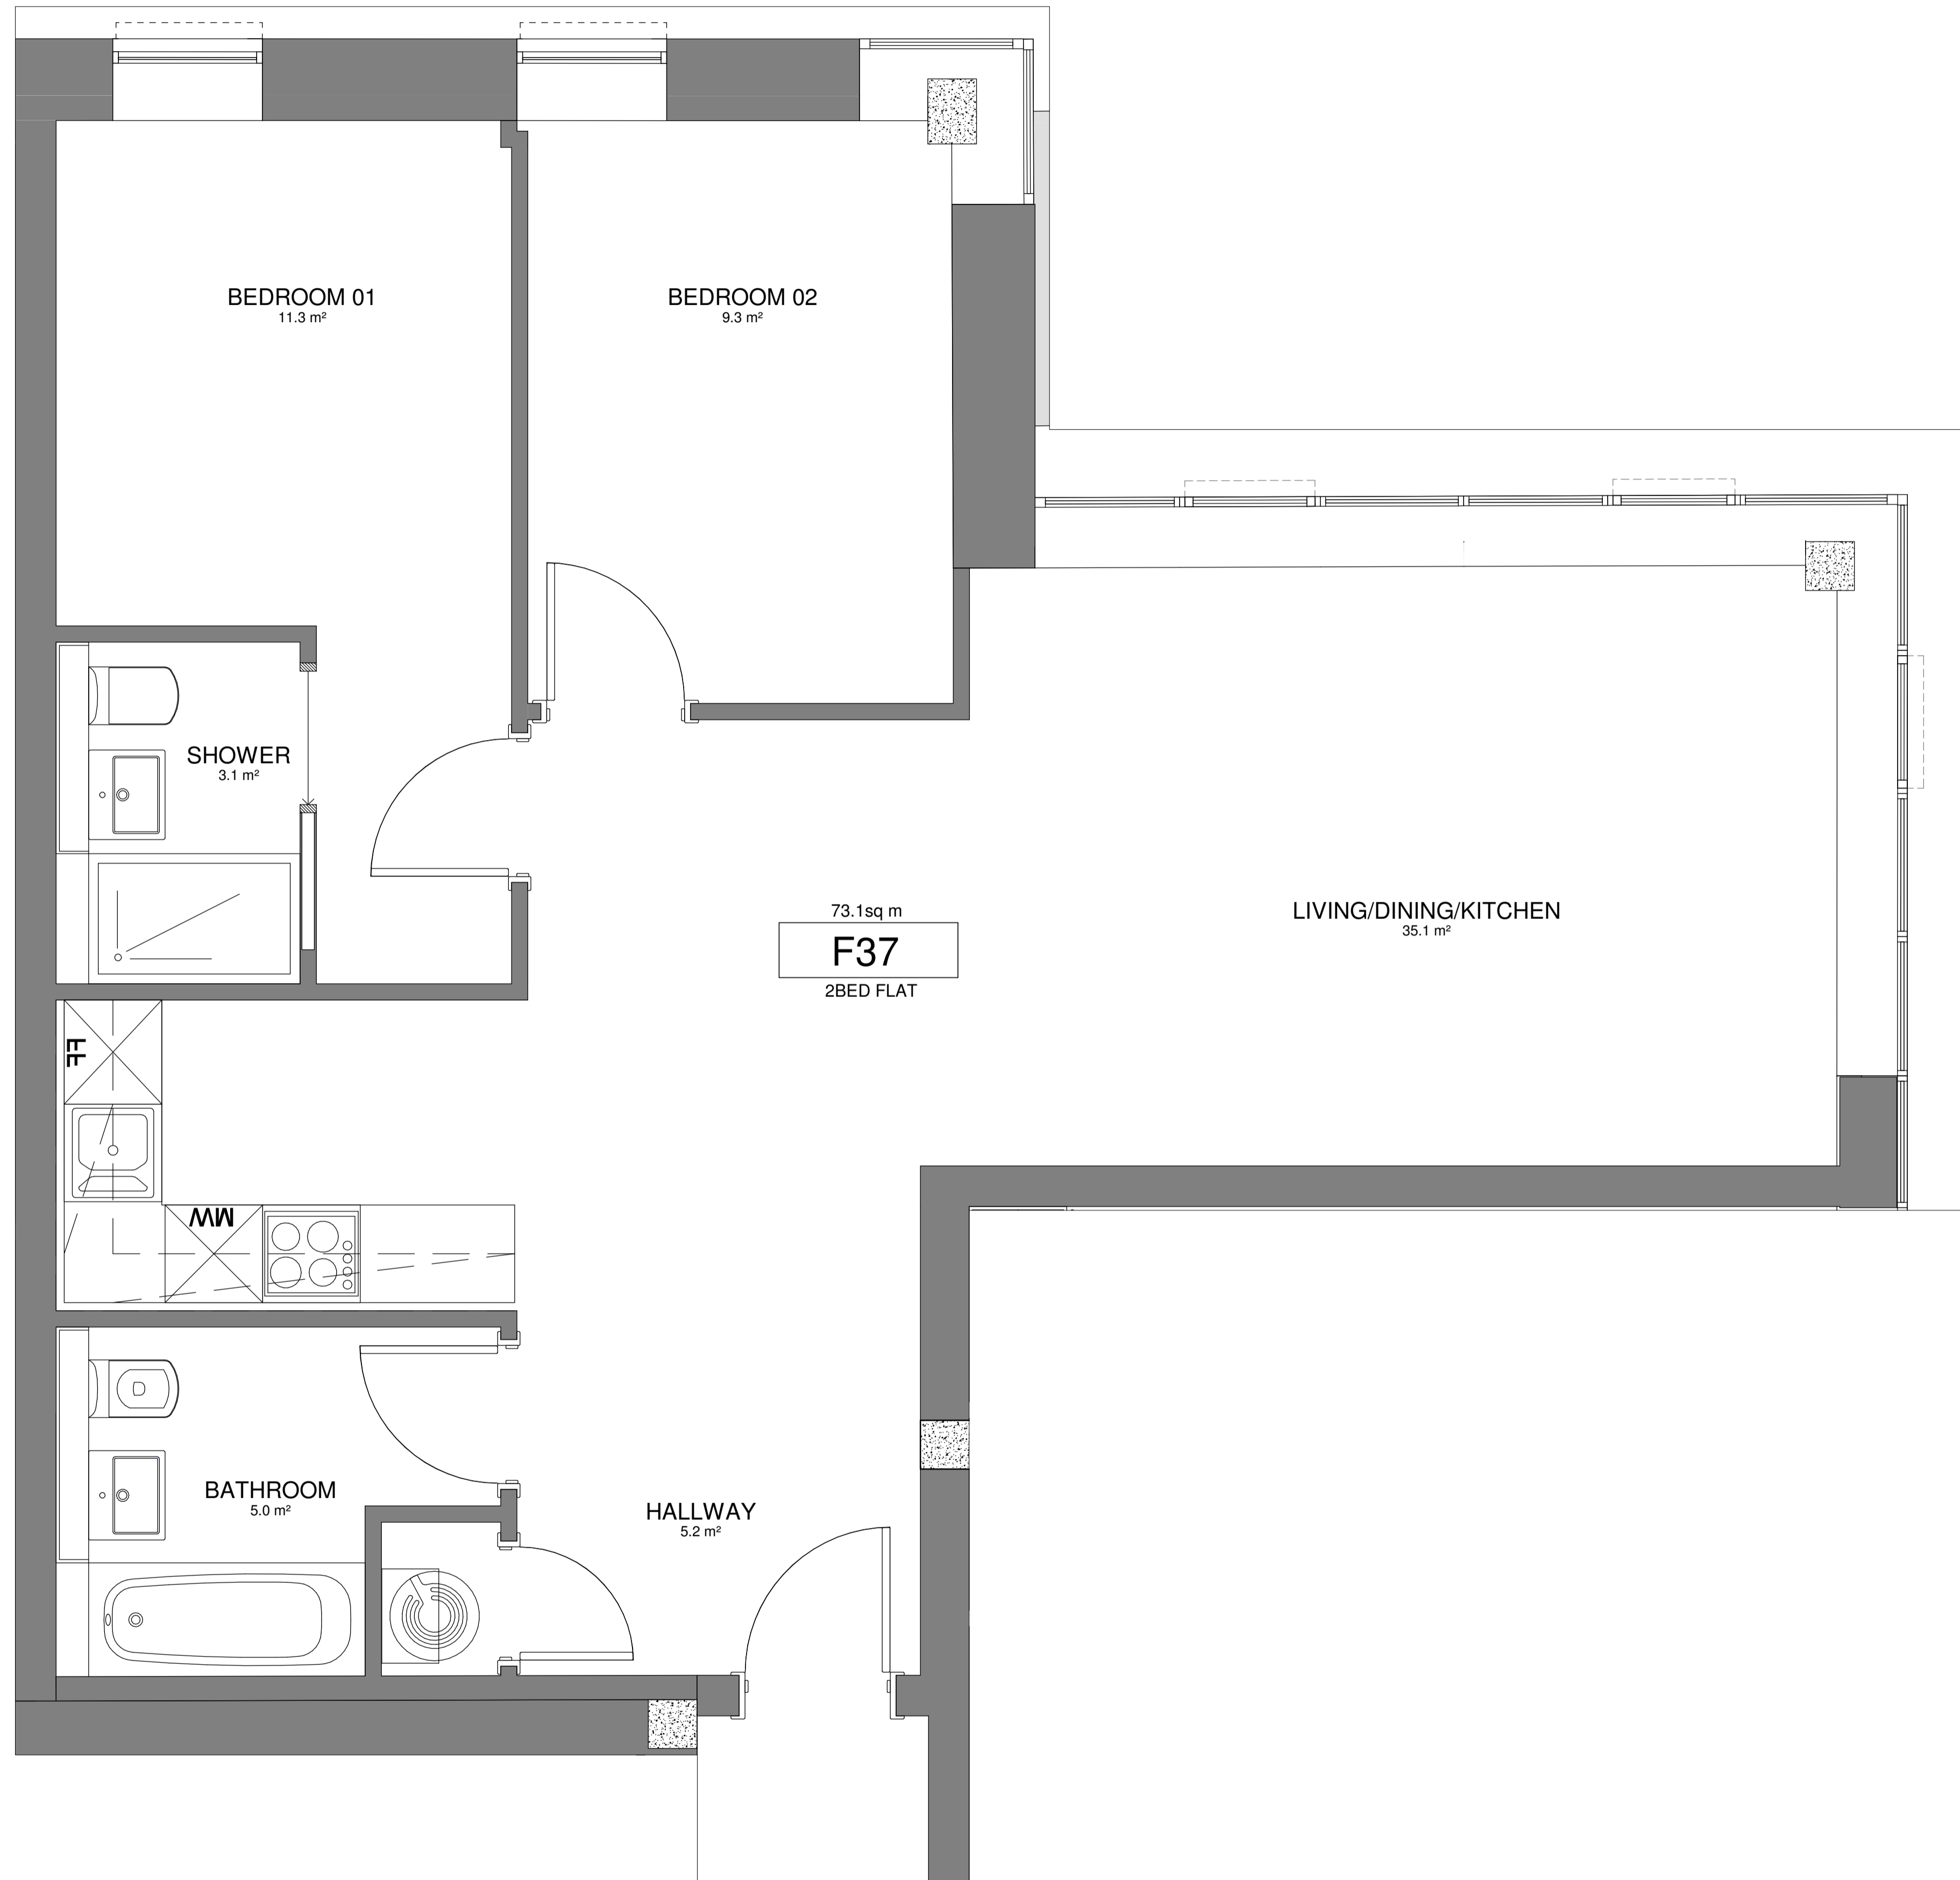 BEDROOM 01
11.3 m²
BEDROOM 02
9.3 m²
SHOWER
3.1 m²
73.1sq m
F37
2BED FLAT
LIVING/DINING/KITCHEN
35.1 m²
FF
MW
BATHROOM
5.0 m²
HALLWAY
5.2 m²